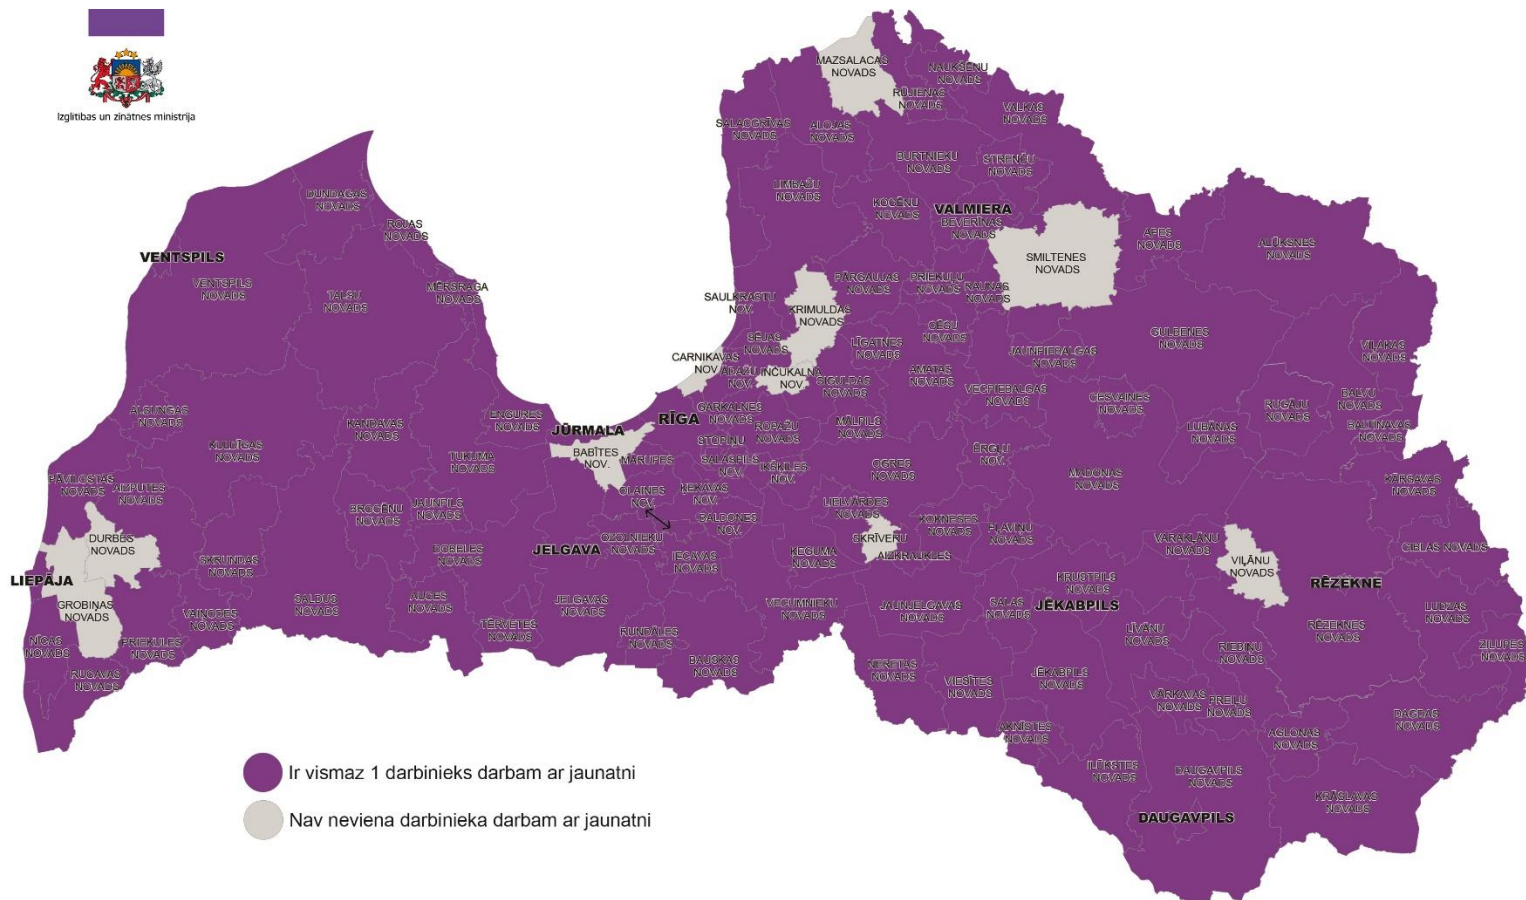 Izglītības un zinātnes ministrija
MAZSALACAS
NOVADS
NAUKŠĒNU
NOVADS
RŪJIENAS
NOVADS
VALKAS
NOVADS
SALACGRĪVAS
NOVADS
ALOJAS
NOVADS
BURTNIEKU
NOVADS
STRENČU
NOVADS
LIMBAŽU
NOVADS
KOCĒNU
NOVADS
VALMIERA
BEVERĪNAS
NOVADS
DUNDAGAS
NOVADS
ROJAS
NOVADS
VENTSPILS
VENTSPILS
NOVADS
TALSU
NOVADS
MĒRSRAGA
NOVADS
SMILTENES
NOVADS
APES
NOVADS
ALŪKSNES
NOVADS
PĀRGAUJAS
NOVADS
PRIEKUĻU
NOVADS
RAUNAS
NOVADS
SAULKRASTU
NOV.
KRIMULDAS
NOVADS
SĒJAS
NOVADS
LĪGATNES
NOVADS
CĒSU
NOVADS
JAUNPIEBALGAS
NOVADS
GULBENES
NOVADS
VIĻAKAS
NOVADS
CARNIKAVAS
NOV.
ĀDAŽU
NOV.
INČUKALNA
NOV.
SIGULDAS
NOVADS
AMATAS
NOVADS
VECPIEBALGAS
NOVADS
CESVAINES
NOVADS
RUGĀJU
NOVADS
BALVU
NOVADS
BALTINAVAS
NOVADS
LUBĀNAS
NOVADS
ALSUNGAS
NOVADS
KULDĪGAS
NOVADS
KANDAVAS
NOVADS
ENGURES
NOVADS
JŪRMALA
RĪGA
GARKALNES
NOVADS
ROPAŽU
NOVADS
MĀLPILS
NOVADS
STOPIŅU
NOVADS
BABĪTES
NOV.
MĀRUPES
SALASPILS
NOV.
IKŠĶILES
NOV.
OGRES
NOVADS
ĒRGĻU
NOV.
MADONAS
NOVADS
TUKUMA
NOVADS
PĀVILOSTAS
NOVADS
AIZPUTES
NOVADS
OLAINES
NOV.
ĶEKAVAS
NOV.
BALDONES
NOV.
LIELVĀRDES
NOVADS
KĀRSAVAS
NOVADS
BROCĒNU
NOVADS
JAUNPILS
NOVADS
KOKNESES
NOVADS
PĻAVIŅU
NOVADS
VARAKĻĀNU
NOVADS
DURBES
NOVADS
SKRUNDAS
NOVADS
DOBELES
NOVADS
JELGAVA
OZOLNIEKU
NOVADS
IECAVAS
NOVADS
ĶEGUMA
NOVADS
SKRĪVERU
AIZKRAUKLES
VIĻĀNU
NOVADS
CIBLAS NOVADS
LIEPĀJA
GROBIŅAS
NOVADS
VAIŅODES
NOVADS
SALDUS
NOVADS
AUCES
NOVADS
TĒRVETES
NOVADS
JELGAVAS
NOVADS
VECUMNIEKU
NOVADS
JAUNJELGAVAS
NOVADS
SALAS
NOVADS
KRUSTPILS
NOVADS
JĒKABPILS
RĒZEKNE
RĒZEKNES
NOVADS
LUDZAS
NOVADS
NĪCAS
NOVADS
PRIEKULES
NOVADS
RUCAVAS
NOVADS
RUNDĀLES
NOVADS
BAUSKAS
NOVADS
LĪVĀNU
NOVADS
RIEBIŅU
NOVADS
ZILUPES
NOVADS
NERETAS
NOVADS
VIESĪTES
NOVADS
JĒKABPILS
NOVADS
VĀRKAVAS
NOVADS
PREIĻU
NOVADS
AKNĪSTES
NOVADS
AGLONAS
NOVADS
DAGDAS
NOVADS
ILŪKSTES
NOVADS
DAUGAVPILS
NOVADS
KRĀSLAVAS
NOVADS
DAUGAVPILS
Ir vismaz 1 darbinieks darbam ar jaunatni
Nav neviena darbinieka darbam ar jaunatni